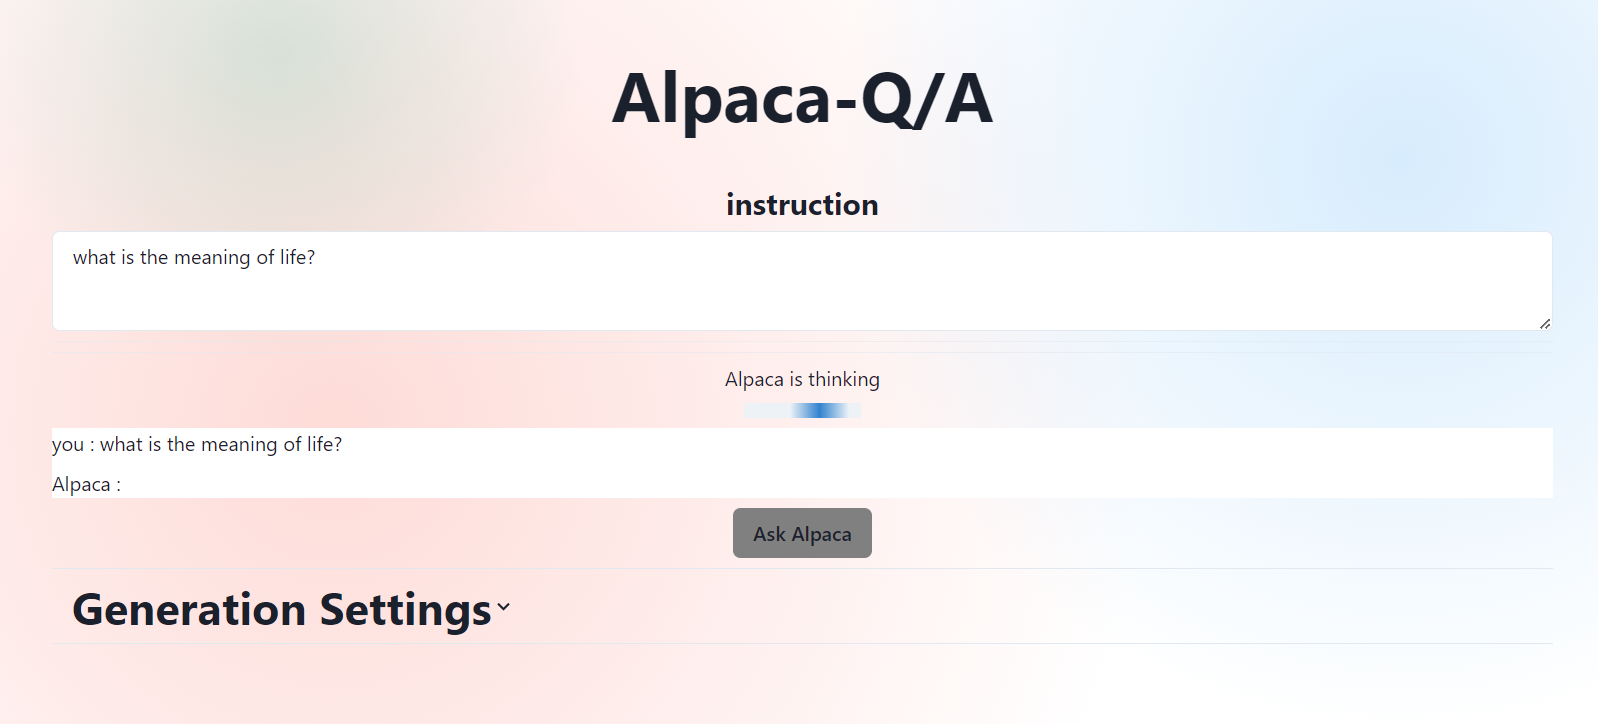 Alpaca-Q/A
instruction
what is the meaning of life?
Alpaca is thinking
you : what is the meaning of life?
Alpaca :
Ask Alpaca
Generation Settings